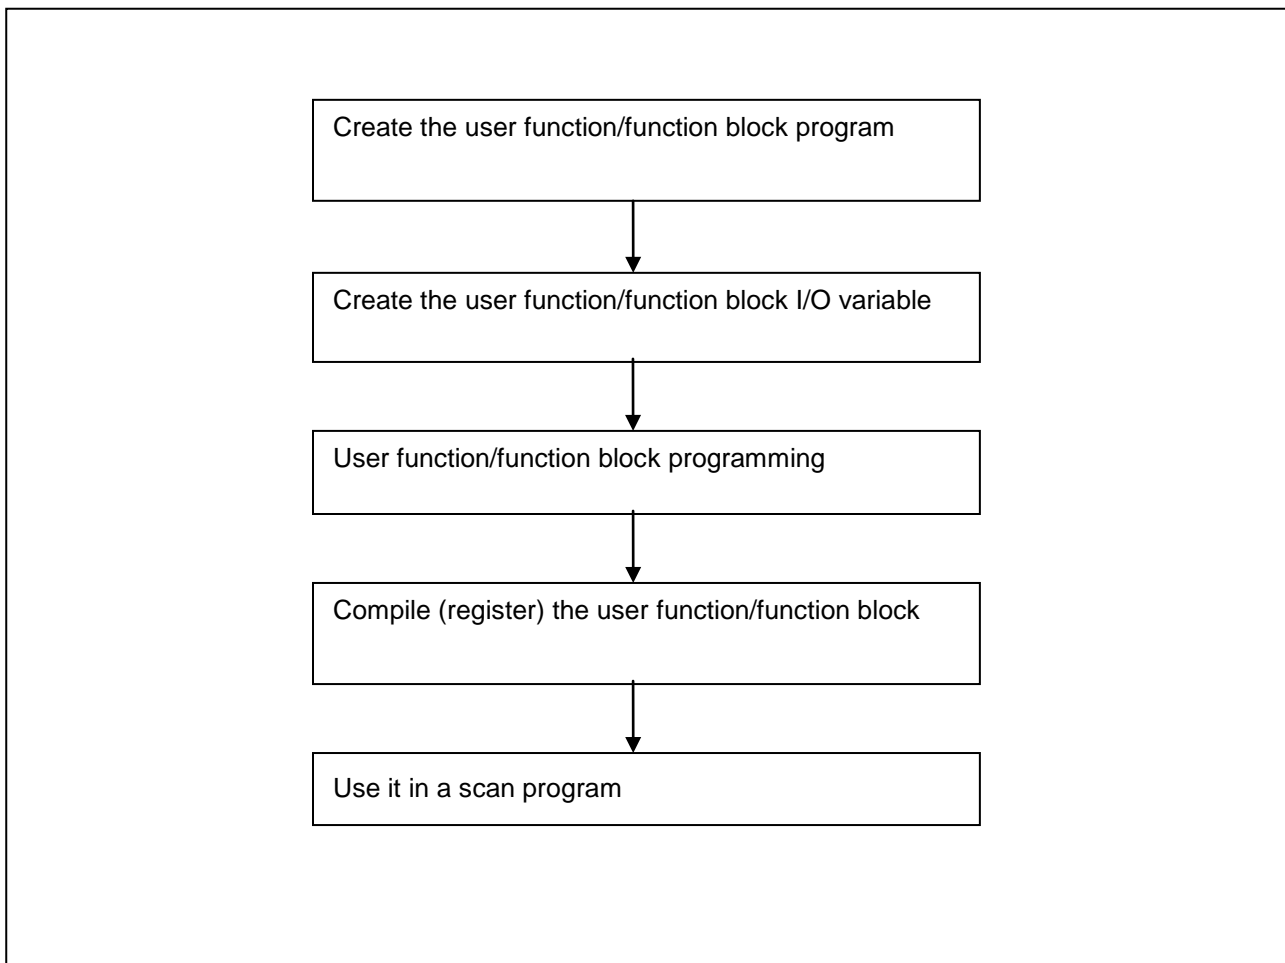 Create the user function/function block program
Create the user function/function block I/O variable
User function/function block programming
Compile (register) the user function/function block
Use it in a scan program